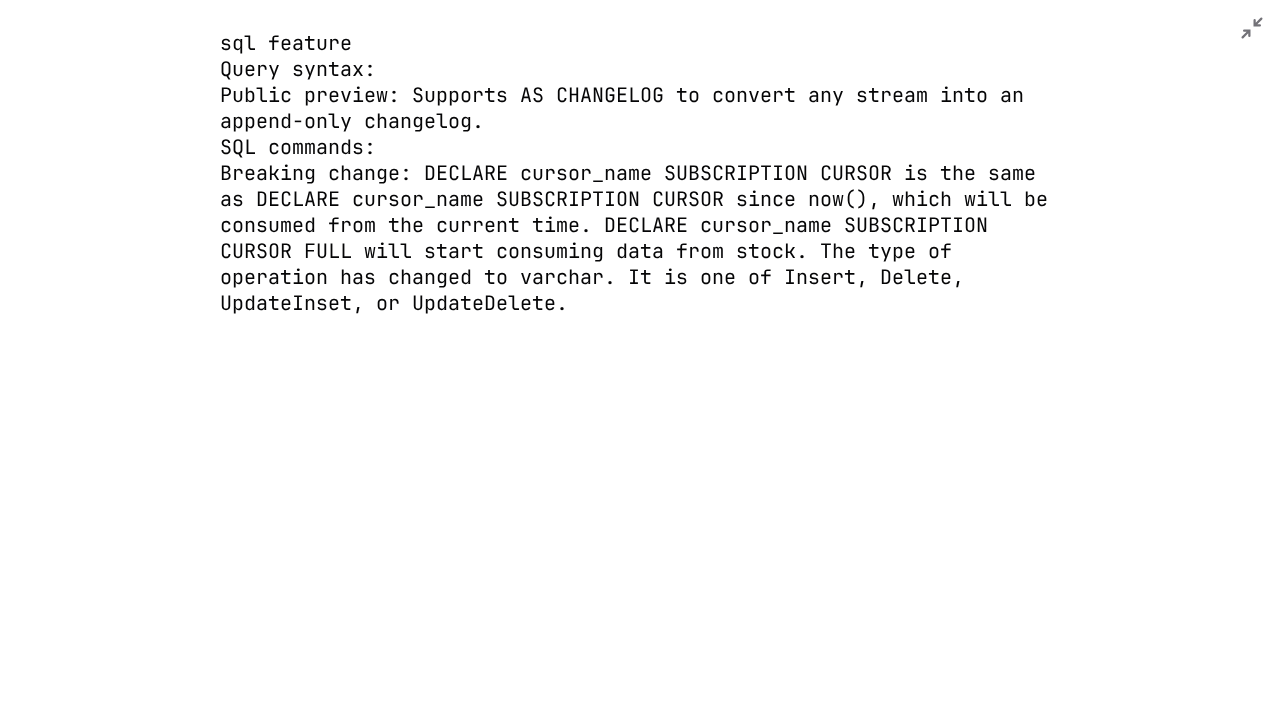 sql feature
Query syntax:
Public preview: Supports AS CHANGELOG to convert any stream into an
append-only changelog.
SQL commands:
Breaking change: DECLARE cursor_name SUBSCRIPTION CURSOR is the same
as DECLARE cursor_name SUBSCRIPTION CURSOR since now(), which will be
consumed from the current time. DECLARE cursor_name SUBSCRIPTION
CURSOR FULL will start consuming data from stock. The type of
operation has changed to varchar. It is one of Insert, Delete,
UpdateInset, or UpdateDelete.